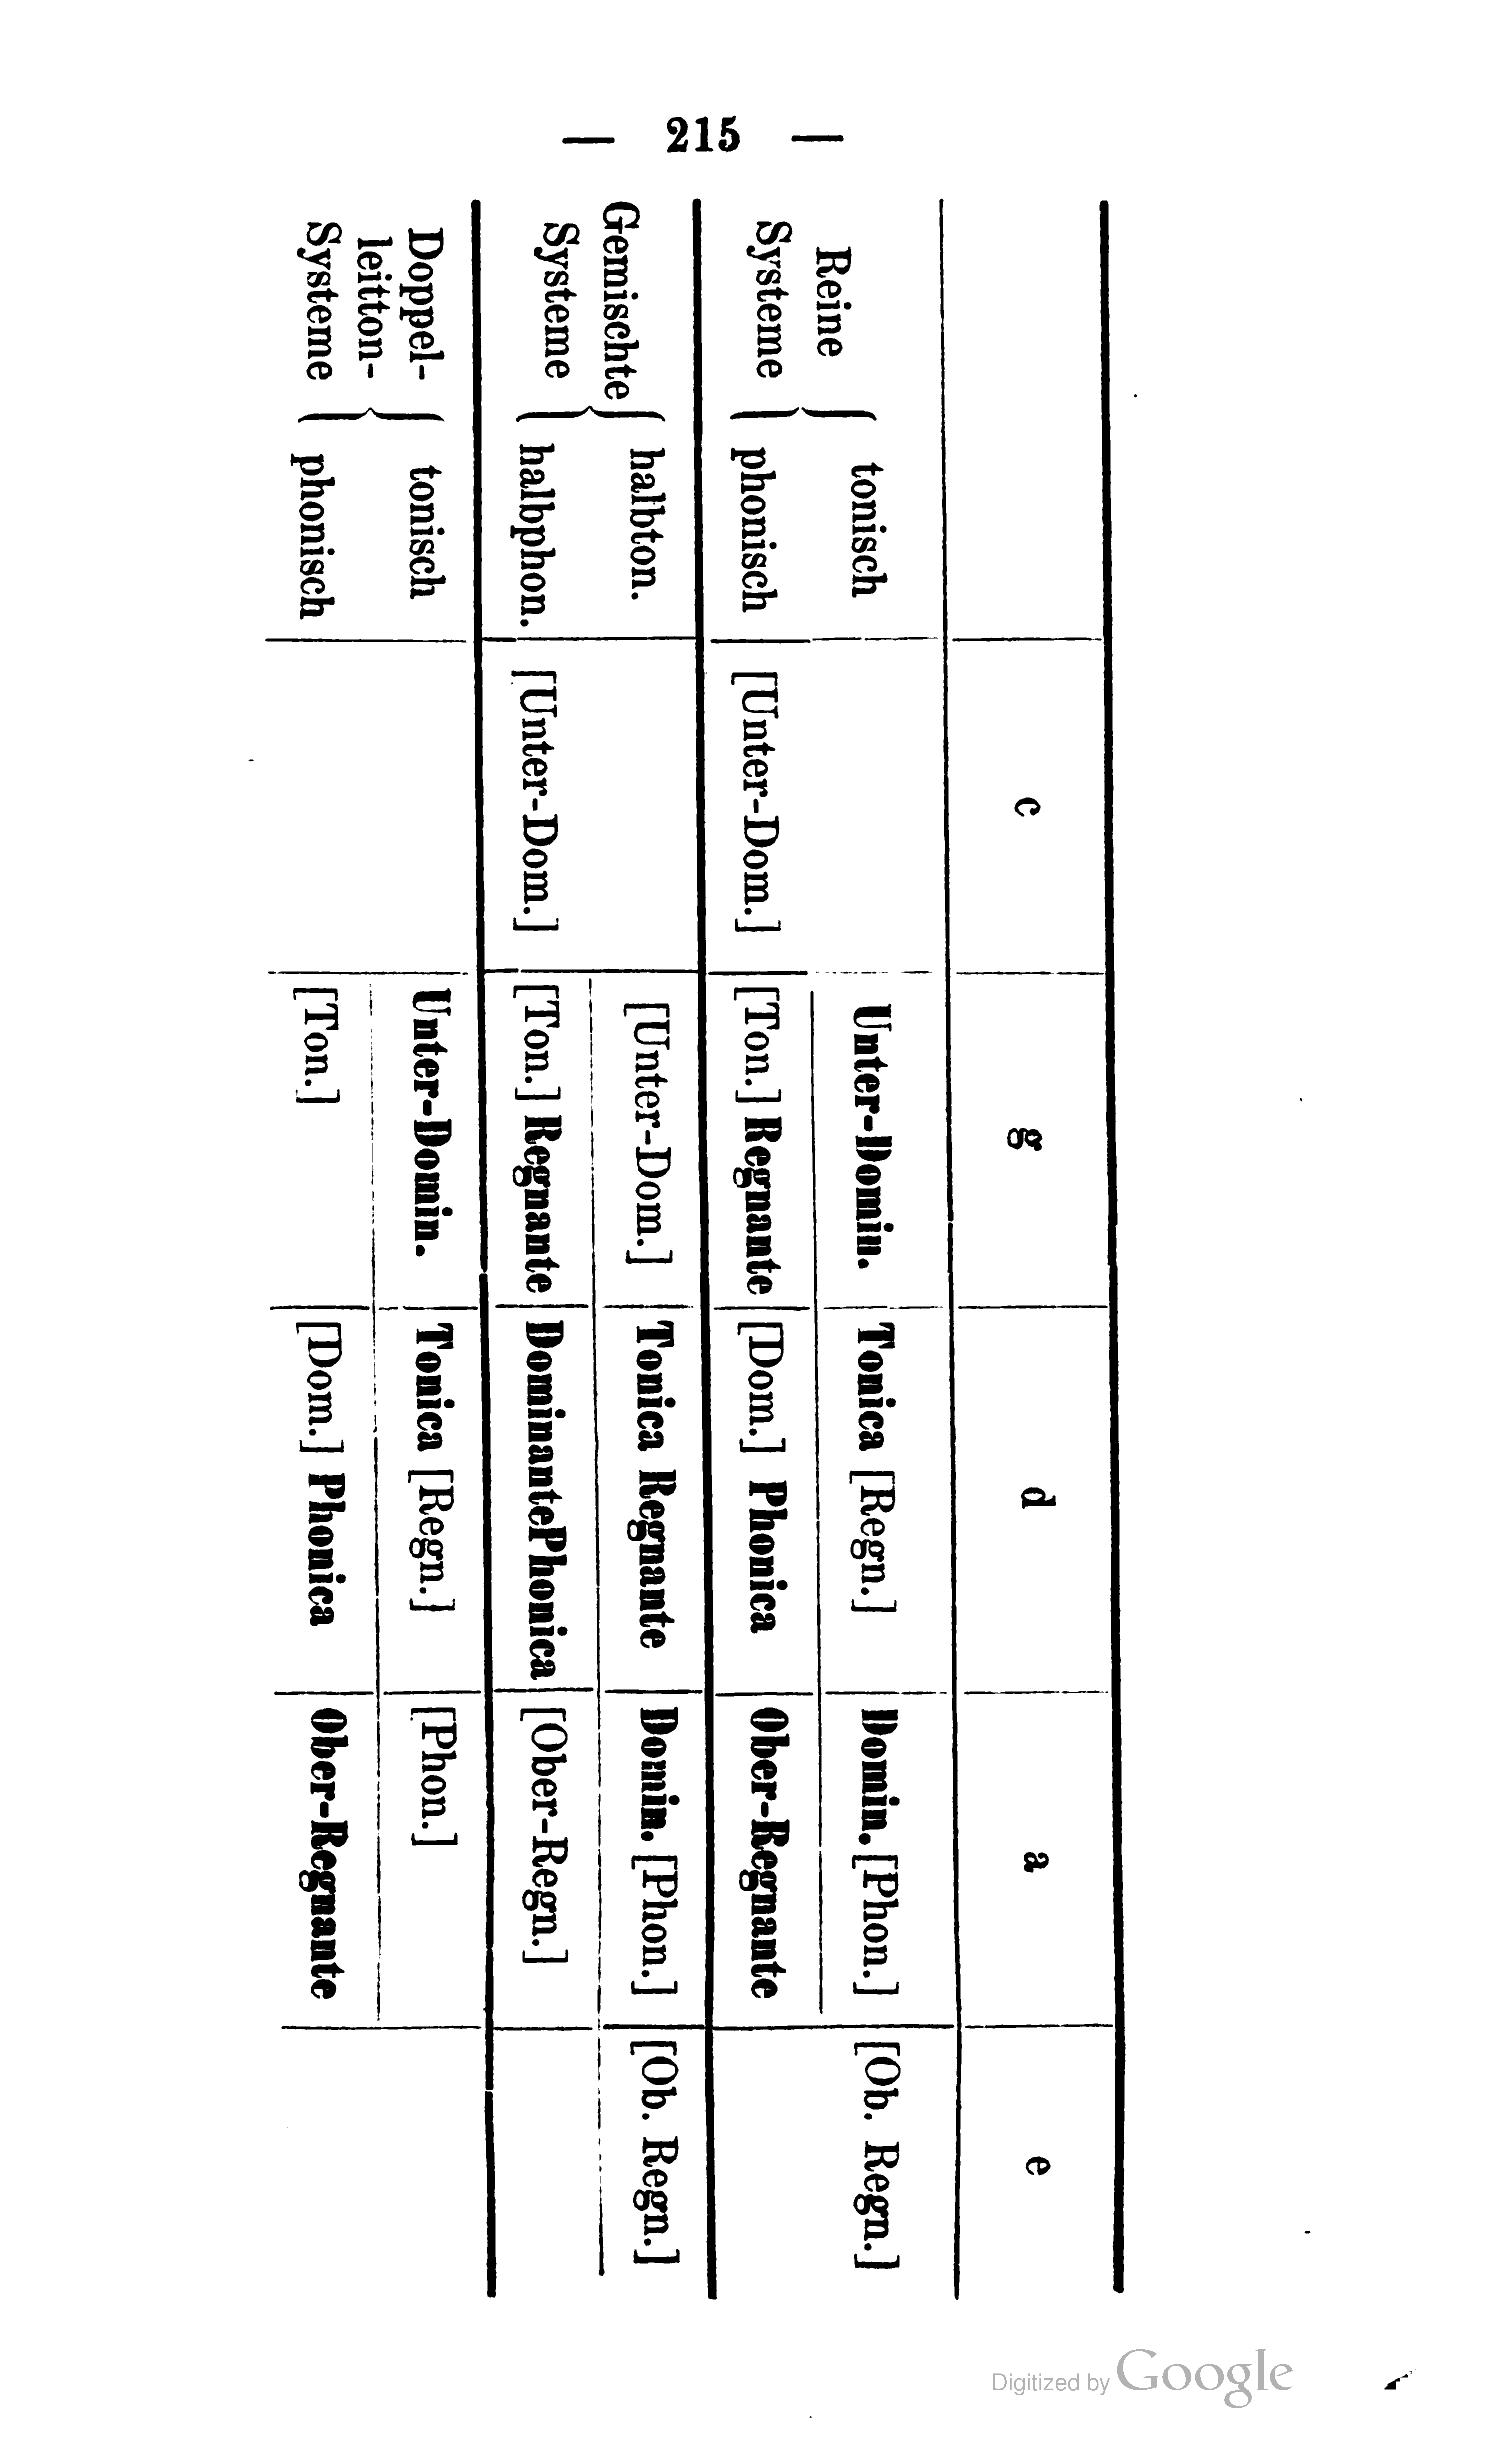 — 215 —
c g d a e
Reine Systeme { tonisch Unter-Domin. Tonica [Regn.] Domin. [Phon.] [Ob. Regn.]
phonisch [Unter-Dom.] [Ton.] Regnante [Dom.] Phonica Ober-Regnante
Gemischte Systeme { halbton. [Unter-Dom.] Tonica Regnante Domin. [Phon.] [Ob. Regn.]
halbphon. [Unter-Dom.] [Ton.] Regnante DominantePhonica [Ober-Regn.]
Doppel-
leitton-
Systeme { tonisch Unter-Domin. Tonica [Regn.] [Phon.]
phonisch [Ton.] [Dom.] Phonica Ober-Regnante
Digitized by Google